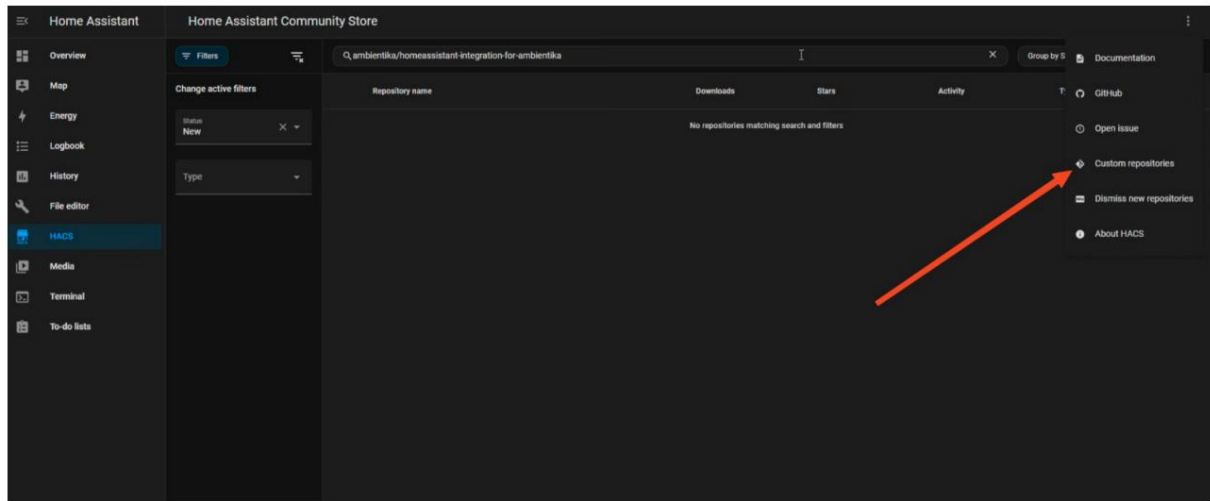 Home Assistant
Home Assistant Community Store
Overview
Map
Energy
Logbook
History
File editor
HACS
Media
Terminal
To-do lists
Filters
Change active filters
Status
New
Type
ambientika/homeassistant-integration-for-ambientika
Group by S
Repository name
Downloads
Stars
Activity
No repositories matching search and filters
Documentation
GitHub
Open issue
Custom repositories
Dismiss new repositories
About HACS